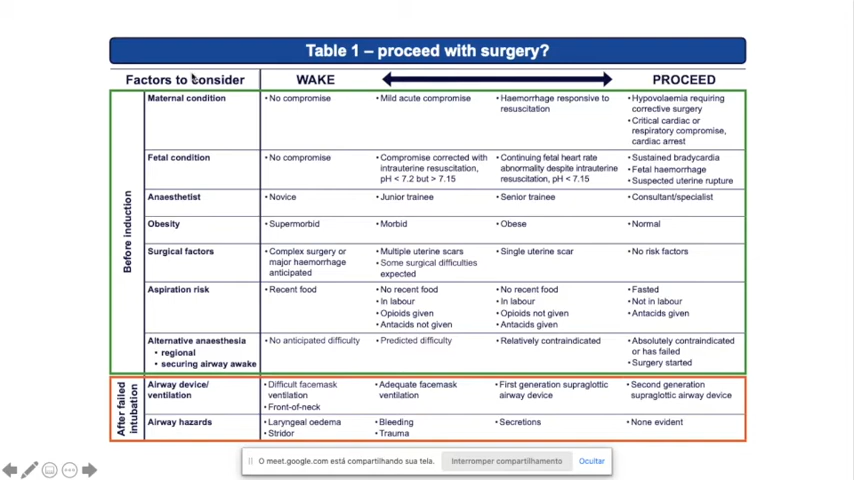 Table 1 – proceed with surgery?
Factors to consider WAKE PROCEED
Before induction
Maternal condition
• No compromise
• Mild acute compromise
• Haemorrhage responsive to
resuscitation
• Hypovolaemia requiring
corrective surgery
• Critical cardiac or
respiratory compromise,
cardiac arrest
Fetal condition
• No compromise
• Compromise corrected with
intrauterine resuscitation,
pH < 7.2 but > 7.15
• Continuing fetal heart rate
abnormality despite intrauterine
resuscitation, pH < 7.15
• Sustained bradycardia
• Fetal haemorrhage
• Suspected uterine rupture
Anaesthetist
• Novice
• Junior trainee
• Senior trainee
• Consultant/specialist
Obesity
• Supermorbid
• Morbid
• Obese
• Normal
Surgical factors
• Complex surgery or
major haemorrhage
anticipated
• Multiple uterine scars
• Some surgical difficulties
expected
• Single uterine scar
• No risk factors
Aspiration risk
• Recent food
• No recent food
• In labour
• Opioids given
• Antacids not given
• No recent food
• In labour
• Opioids not given
• Antacids given
• Fasted
• Not in labour
• Antacids given
Alternative anaesthesia
• regional
• securing airway awake
• No anticipated difficulty
• Predicted difficulty
• Relatively contraindicated
• Absolutely contraindicated
or has failed
• Surgery started
After failed
intubation
Airway device/
ventilation
• Difficult facemask
ventilation
• Front-of-neck
• Adequate facemask
ventilation
• First generation supraglottic
airway device
• Second generation
supraglottic airway device
Airway hazards
• Laryngeal oedema
• Stridor
• Bleeding
• Trauma
• Secretions
• None evident
O meet.google.com está compartilhando sua tela. Interromper compartilhamento Ocultar